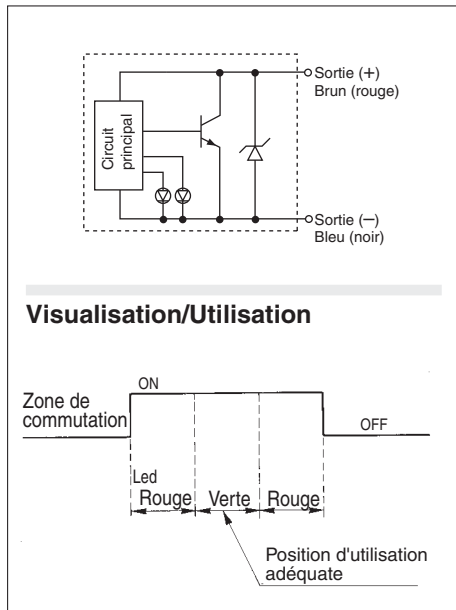 Sortie (+)
Brun (rouge)
Circuit
principal
Sortie (−)
Bleu (noir)
Visualisation/Utilisation
ON
Zone de
commutation
OFF
Led
Rouge Verte Rouge
Position d'utilisation
adéquate